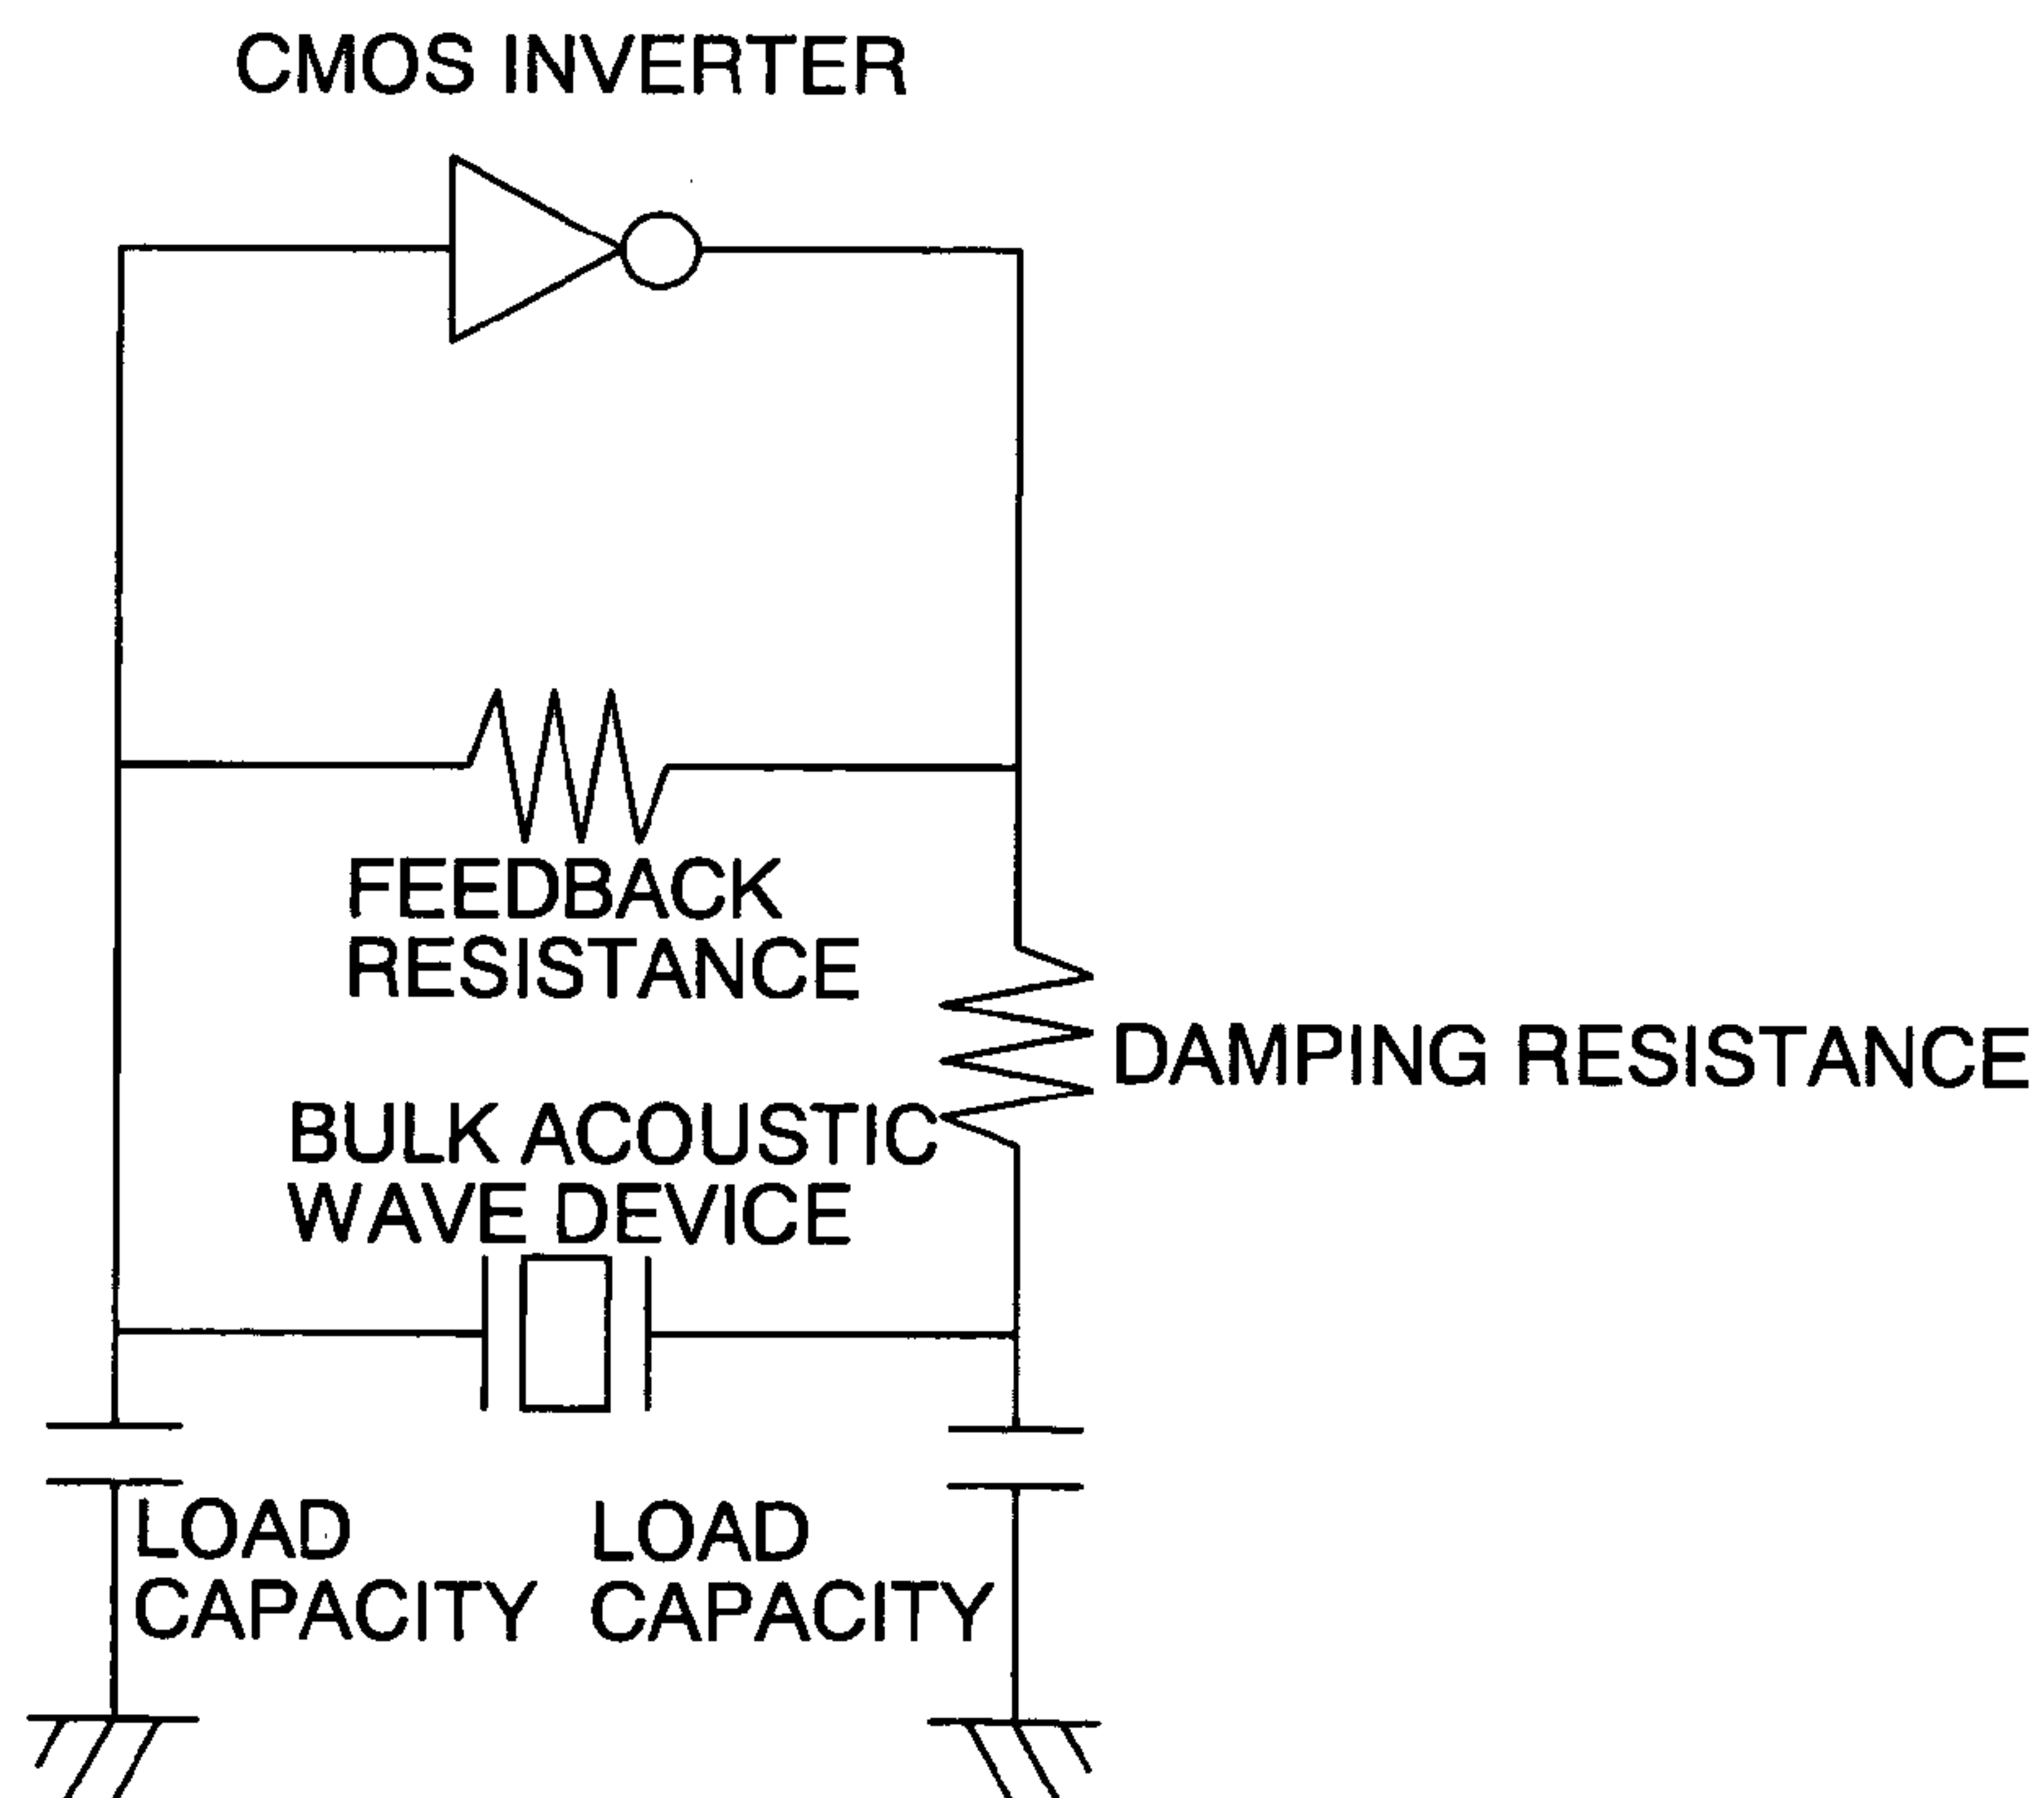 CMOS INVERTER
FEEDBACK
RESISTANCE
DAMPING RESISTANCE
BULK ACOUSTIC
WAVE DEVICE
LOAD
CAPACITY
LOAD
CAPACITY